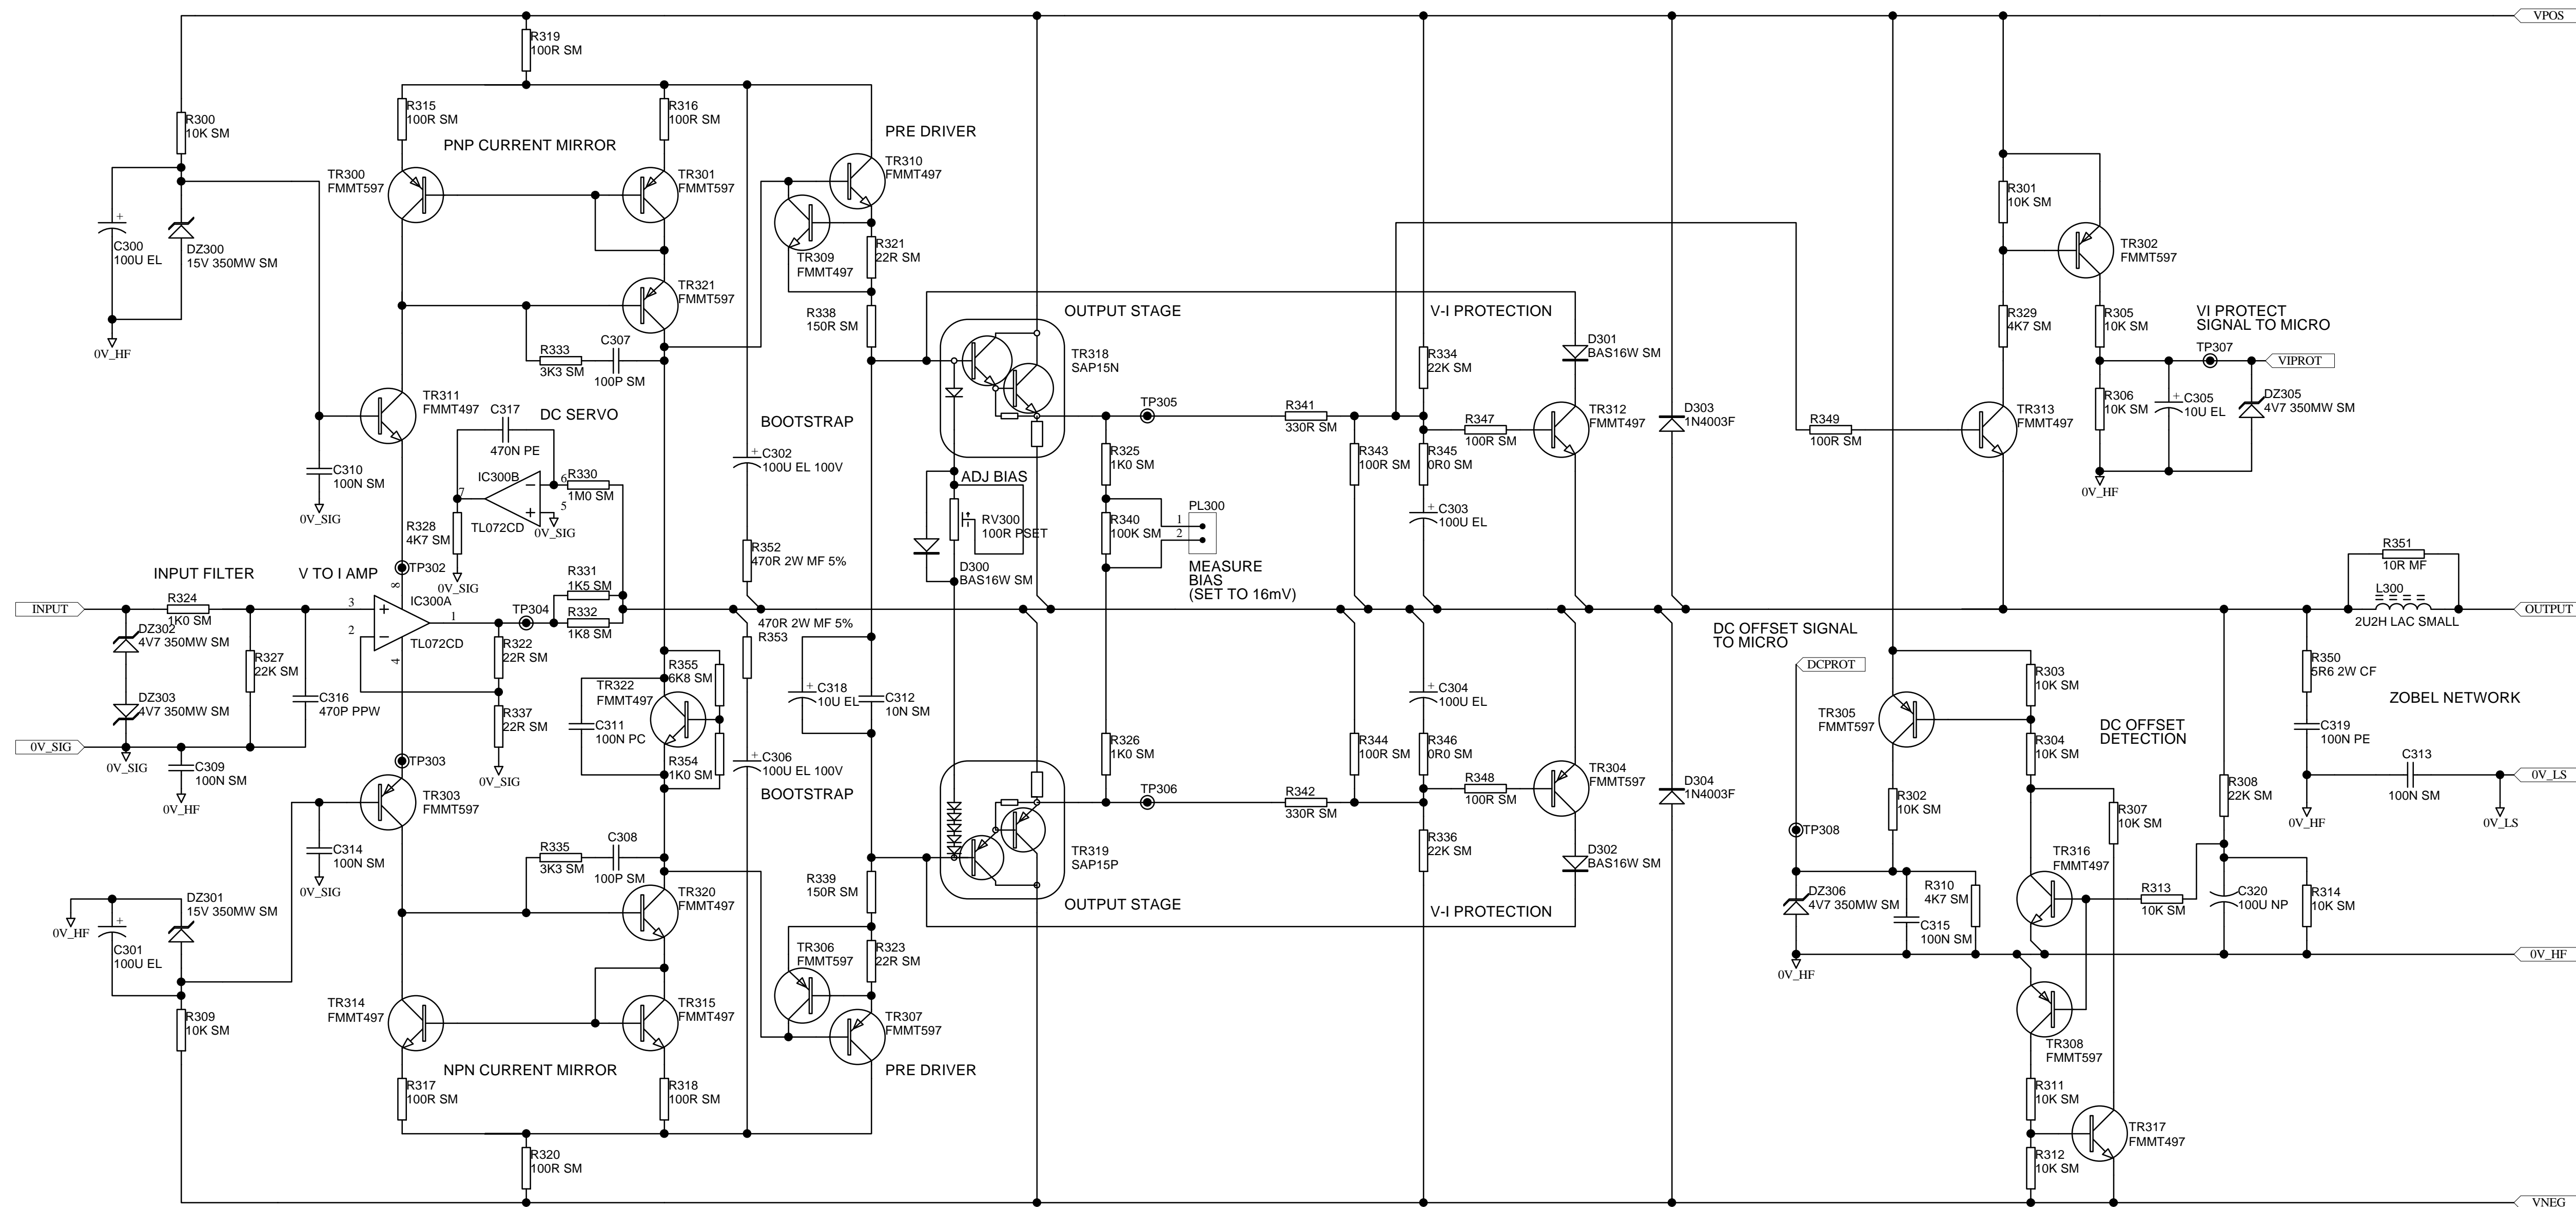 VPOS
R319
100R SM
R300
10K SM
R315
100R SM
R316
100R SM
PRE DRIVER
PNP CURRENT MIRROR
TR300
FMMT597
TR301
FMMT597
TR310
FMMT497
R301
10K SM
C300
100U EL
+
DZ300
15V 350MW SM
TR309
FMMT497
R321
22R SM
TR302
FMMT597
TR321
FMMT597
R338
150R SM
OUTPUT STAGE
V-I PROTECTION
R329
4K7 SM
R305
10K SM
VI PROTECT
SIGNAL TO MICRO
0V_HF
R333
3K3 SM
C307
100P SM
TR318
SAP15N
R334
22K SM
D301
BAS16W SM
TP307
VIPROT
TR311
FMMT497
C317
470N PE
DC SERVO
BOOTSTRAP
TP305
R341
330R SM
R347
100R SM
TR312
FMMT497
D303
1N4003F
R349
100R SM
TR313
FMMT497
R306
10K SM
+
C305
10U EL
DZ305
4V7 350MW SM
C310
100N SM
0V_SIG
IC300B
TL072CD
7
6
5
−
+
R330
1M0 SM
0V_SIG
+
C302
100U EL 100V
ADJ BIAS
R325
1K0 SM
R343
100R SM
R345
0R0 SM
0V_HF
R328
4K7 SM
RV300
100R PSET
R340
100K SM
PL300
1
2
+
C303
100U EL
R352
470R 2W MF 5%
D300
BAS16W SM
MEASURE
BIAS
(SET TO 16mV)
R351
10R MF
INPUT FILTER
V TO I AMP
TP302
8
0V_SIG
R331
1K5 SM
L300
2U2H LAC SMALL
INPUT
R324
1K0 SM
3
2
+
−
IC300A
TL072CD
1
4
TP304
R332
1K8 SM
OUTPUT
DZ302
4V7 350MW SM
R322
22R SM
470R 2W MF 5%
R353
DC OFFSET SIGNAL
TO MICRO
R327
22K SM
DZ303
4V7 350MW SM
C316
470P PPW
R355
6K8 SM
TR322
FMMT497
+
C318
10U EL
C312
10N SM
+
C304
100U EL
DCPROT
R303
10K SM
R350
5R6 2W CF
ZOBEL NETWORK
R337
22R SM
C311
100N PC
TR305
FMMT597
DC OFFSET
DETECTION
C319
100N PE
0V_SIG
0V_SIG
C309
100N SM
0V_HF
TP303
0V_SIG
R354
1K0 SM
+
C306
100U EL 100V
BOOTSTRAP
R326
1K0 SM
R344
100R SM
R346
0R0 SM
R304
10K SM
C313
100N SM
0V_LS
TR303
FMMT597
TP306
R342
330R SM
R348
100R SM
TR304
FMMT597
D304
1N4003F
R302
10K SM
R307
10K SM
R308
22K SM
0V_HF
0V_LS
C314
100N SM
0V_SIG
R335
3K3 SM
C308
100P SM
TR319
SAP15P
R336
22K SM
D302
BAS16W SM
TP308
TR316
FMMT497
DZ301
15V 350MW SM
R339
150R SM
TR320
FMMT497
OUTPUT STAGE
V-I PROTECTION
DZ306
4V7 350MW SM
R310
4K7 SM
R313
10K SM
C320
100U NP
R314
10K SM
0V_HF
+
C301
100U EL
C315
100N SM
TR306
FMMT597
R323
22R SM
0V_HF
0V_HF
R309
10K SM
TR314
FMMT497
TR315
FMMT497
TR307
FMMT597
TR308
FMMT597
NPN CURRENT MIRROR
PRE DRIVER
R317
100R SM
R318
100R SM
R311
10K SM
TR317
FMMT497
R320
100R SM
R312
10K SM
VNEG